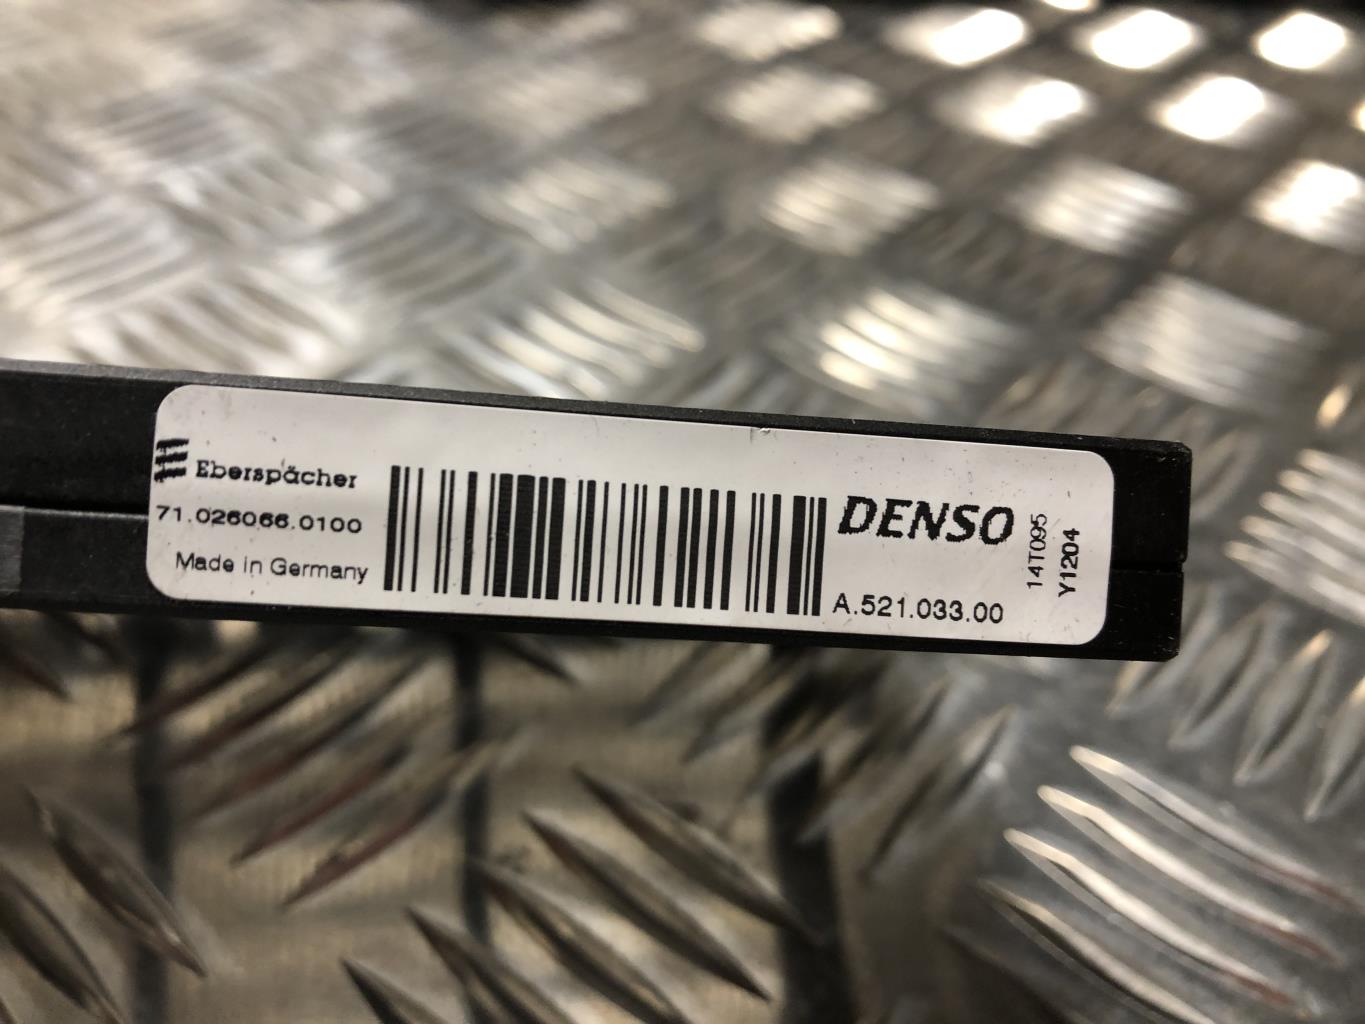 Eberspächer
71.026066.0100
Made in Germany
DENSO
A.521.033.00
14T095
Y1204